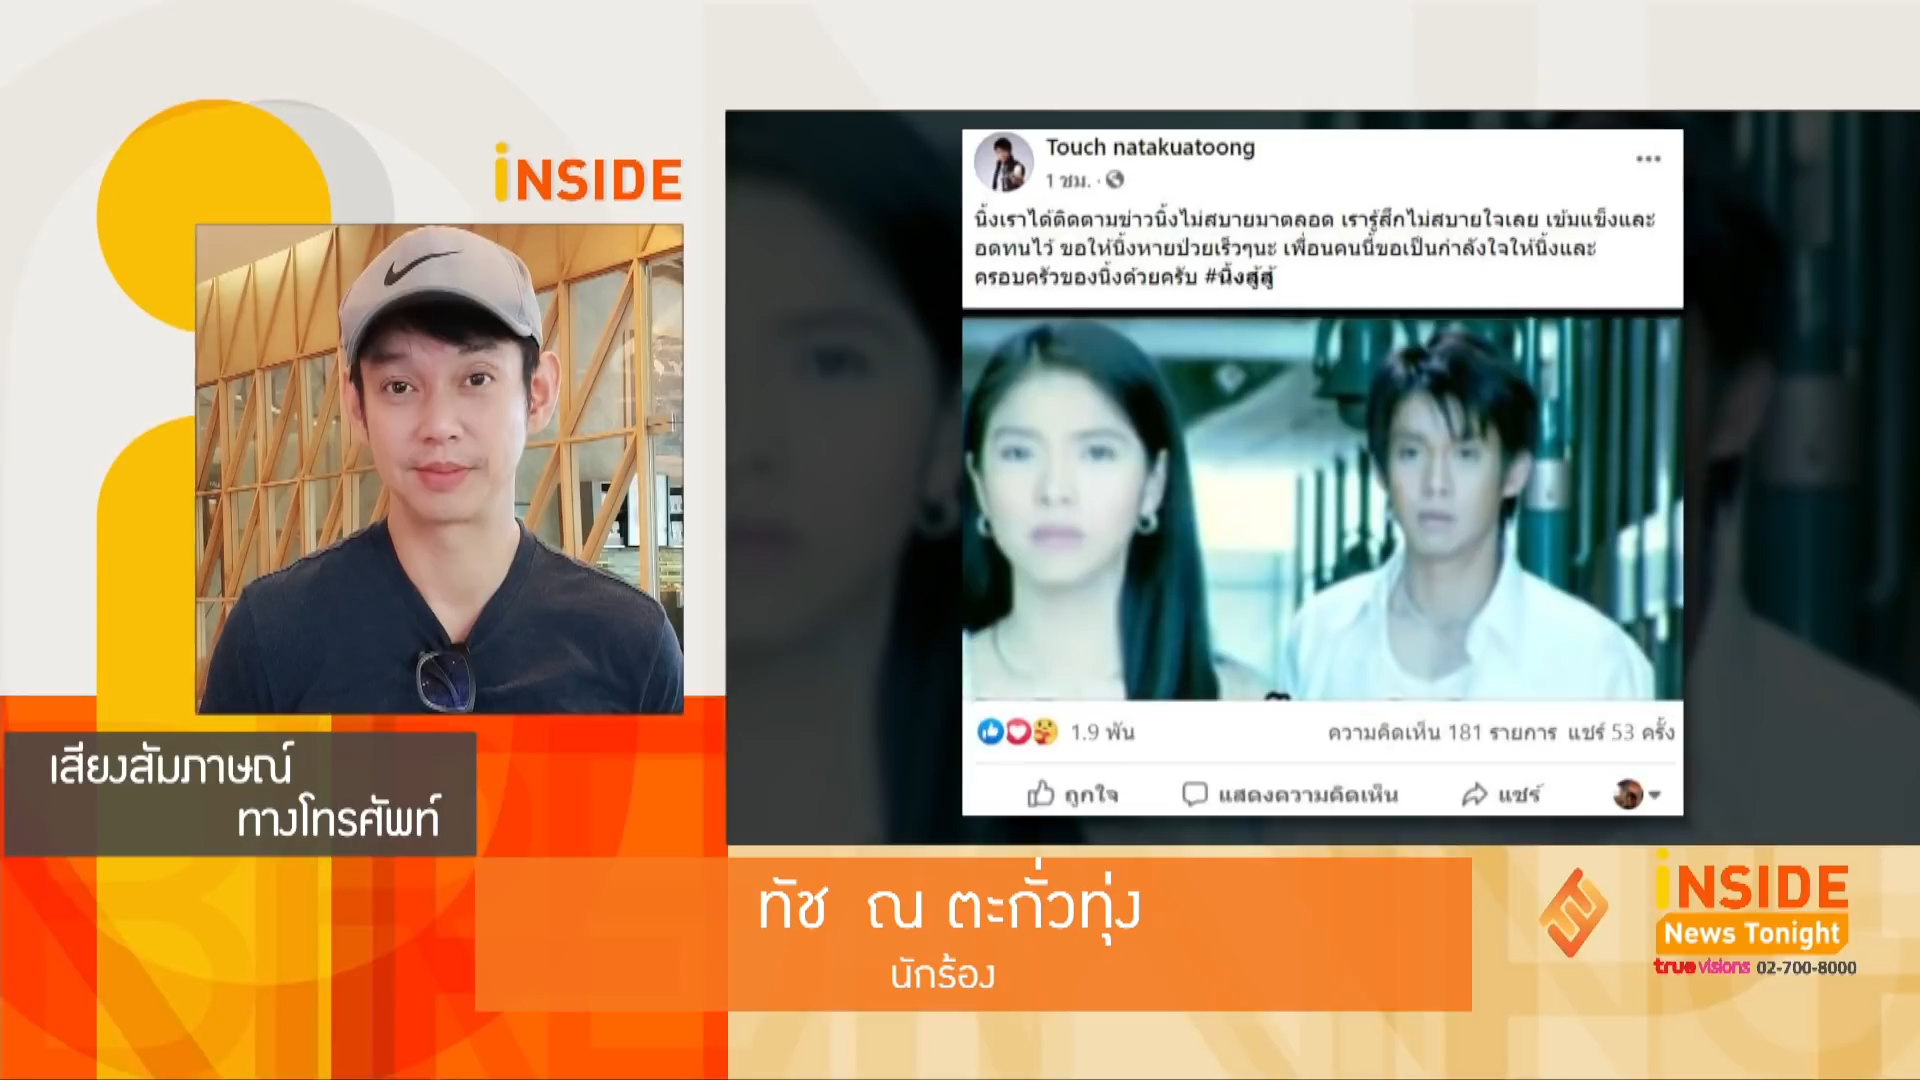 iNSIDE
เสียงสัมภาษณ์
ทางโทรศัพท์
Touch natakuatoong
1 ชม.
นิ้งเราได้ติดตามข่าวนิ้งไม่สบายมาตลอด เรารู้สึกไม่สบายใจเลย เข้มแข็งและ
อดทนไว้ ขอให้นิ้งหายป่วยเร็วๆนะ เพื่อนคนนี้ขอเป็นกำลังใจให้นิ้งและ
ครอบครัวของนิ้งด้วยครับ #นิ้งสู้สู้
1.9 พัน
ความคิดเห็น 181 รายการ แชร์ 53 ครั้ง
ถูกใจ
แสดงความคิดเห็น
แชร์
ทัช ณ ตะกั่วทุ่ง
นักร้อง
iNSIDE
News Tonight
true visions 02-700-8000